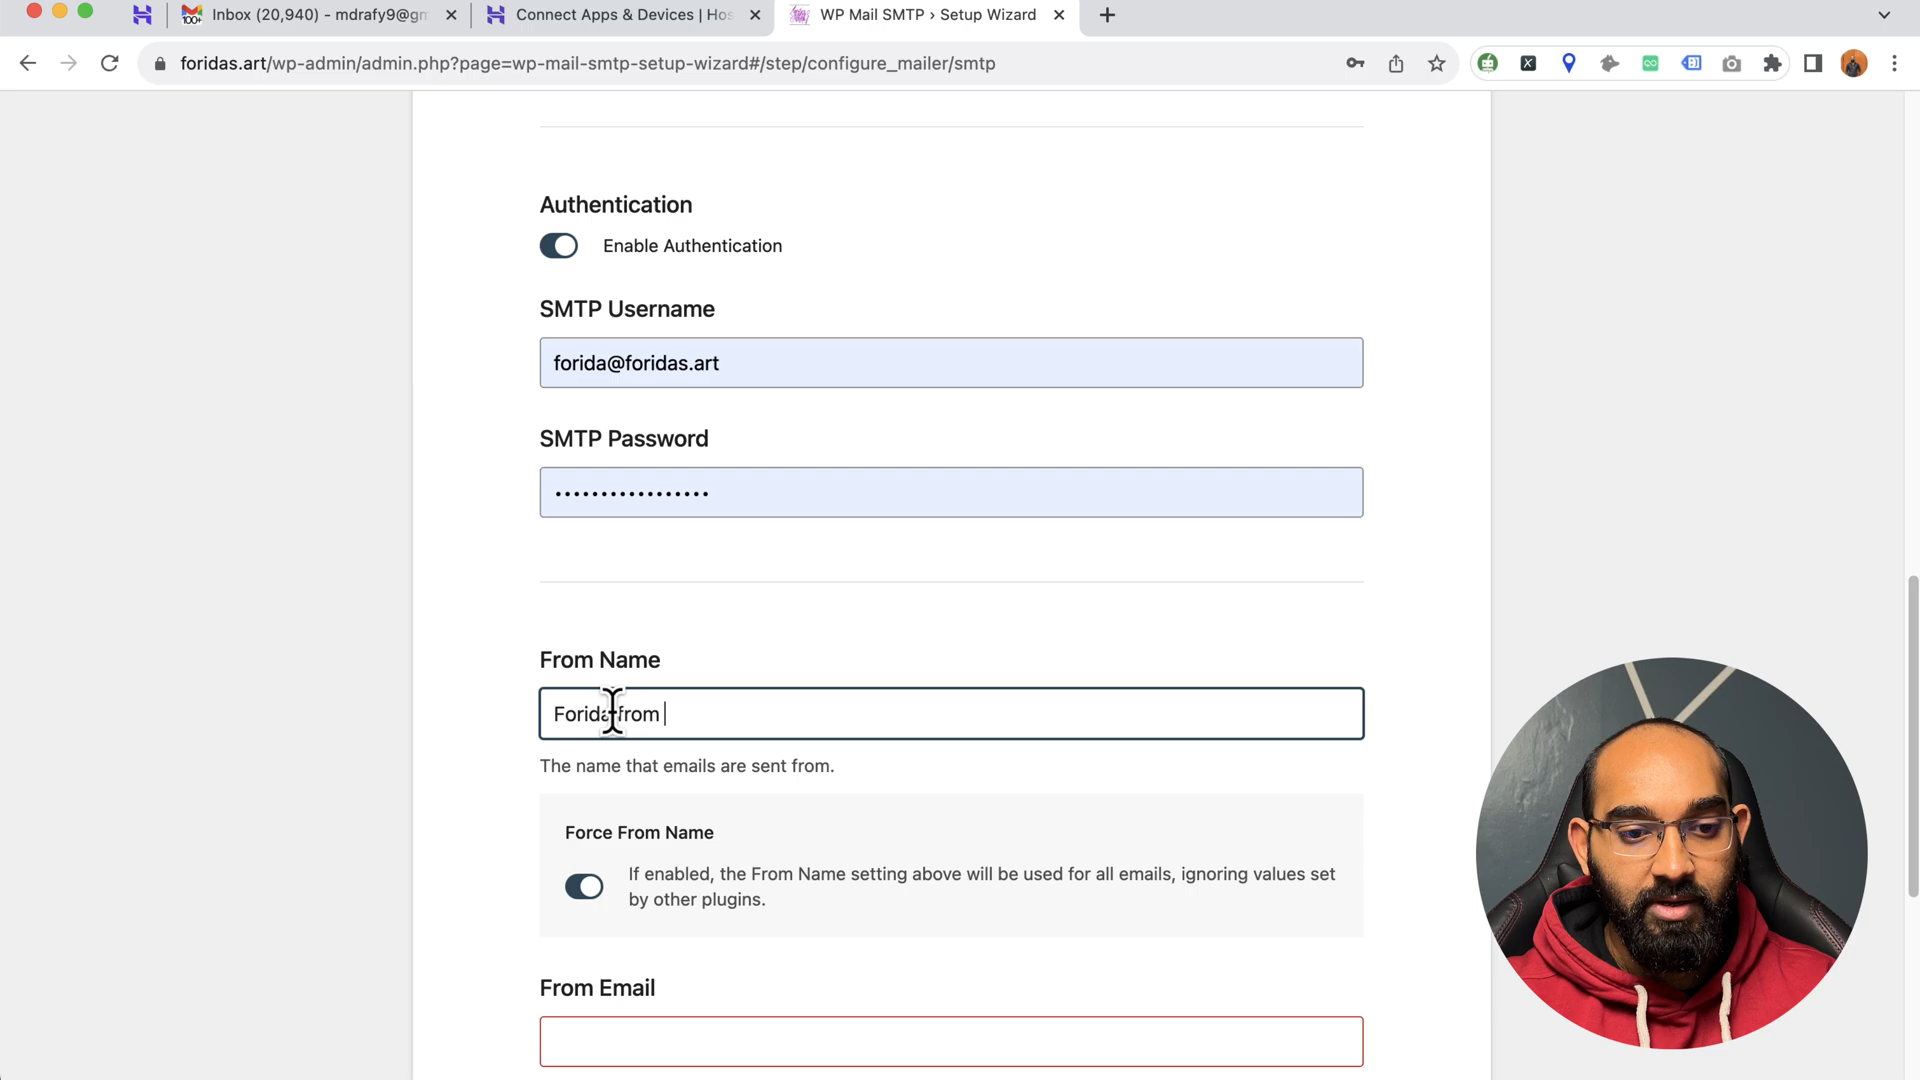 Inbox (20,940) - mdrafy9@gm
Connect Apps & Devices | Hos
WP Mail SMTP › Setup Wizard
foridas.art/wp-admin/admin.php?page=wp-mail-smtp-setup-wizard#/step/configure_mailer/smtp
Authentication
Enable Authentication
SMTP Username
forida@foridas.art
SMTP Password
•••••••••••••••••
From Name
Forida from
The name that emails are sent from.
Force From Name
If enabled, the From Name setting above will be used for all emails, ignoring values set
by other plugins.
From Email